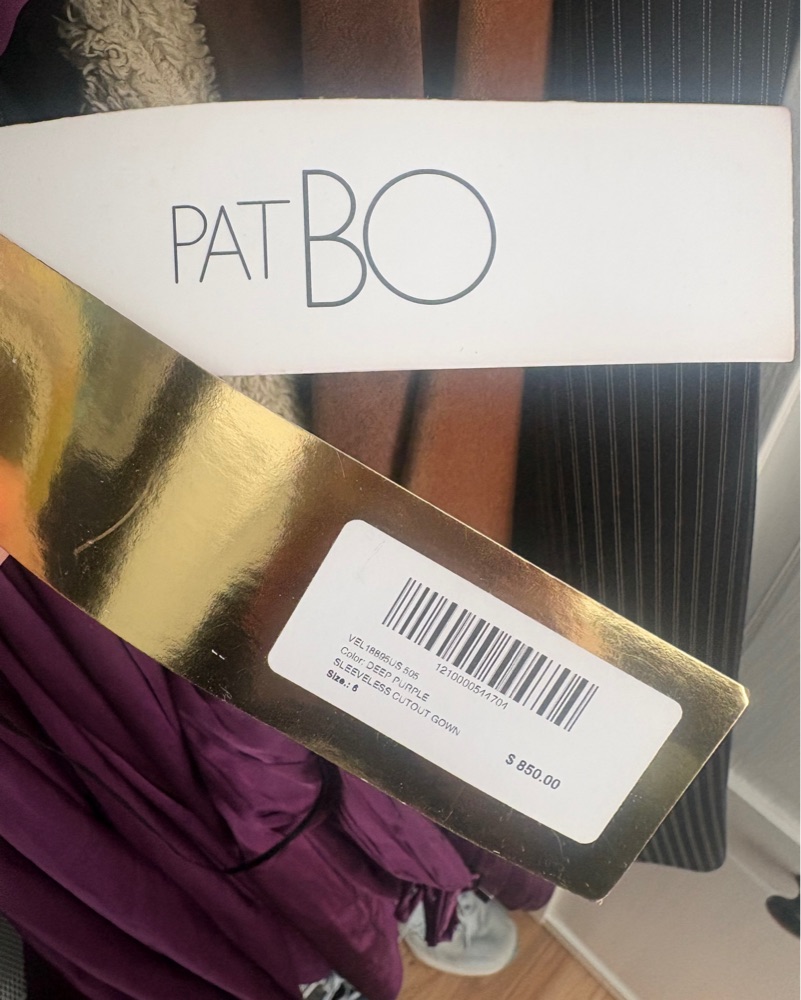 PAT BO
VEL18895US 505
1210000544704
Color: DEEP PURPLE
SLEEVELESS CUTOUT GOWN
Size.: 6
$ 850.00